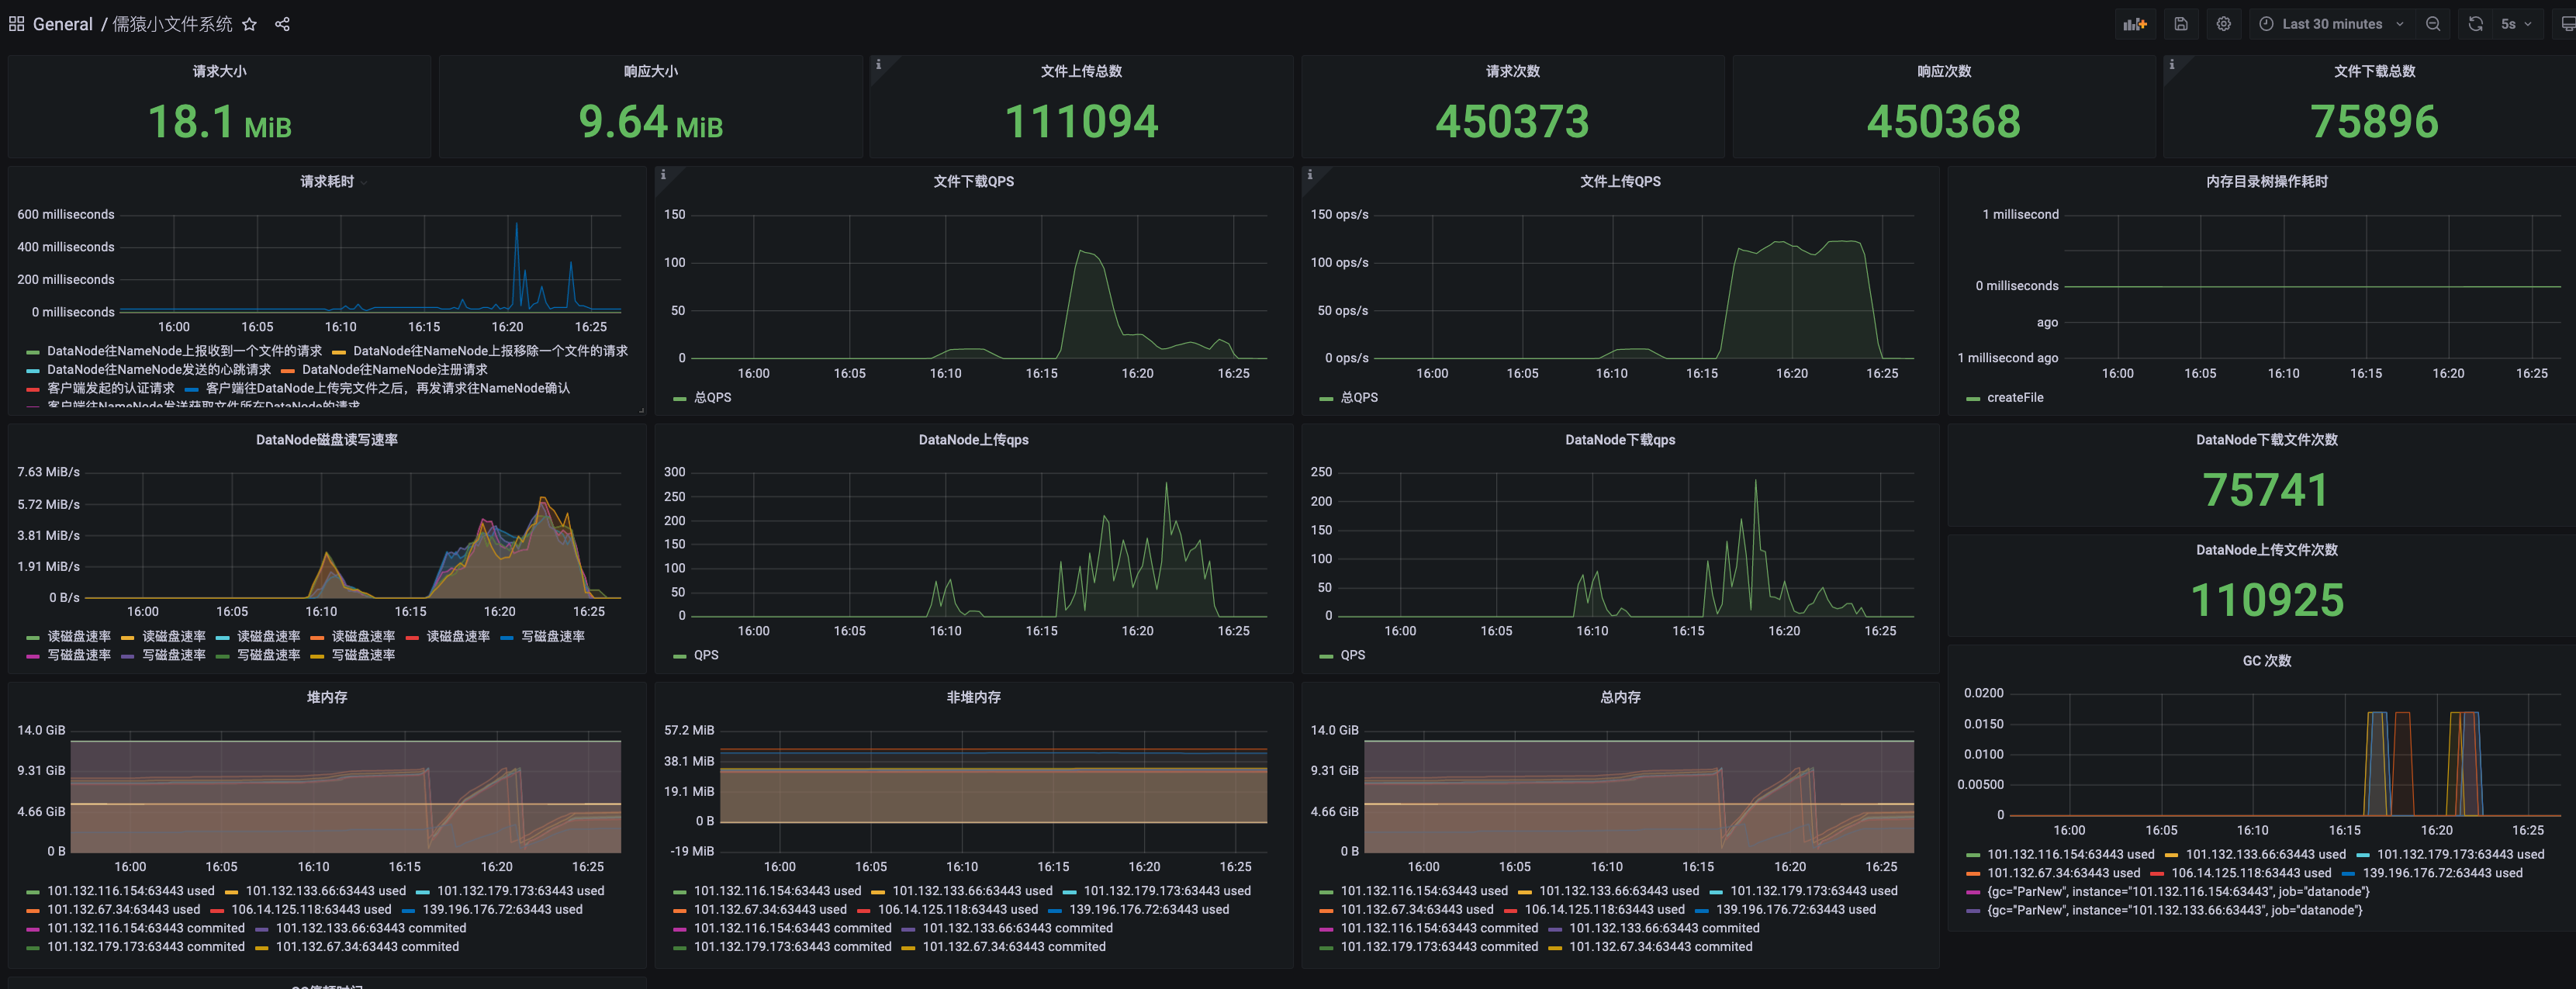 General / 儒猿小文件系统
Last 30 minutes
5s
请求大小
18.1 MiB
响应大小
9.64 MiB
文件上传总数
111094
请求次数
450373
响应次数
450368
文件下载总数
75896
请求耗时
600 milliseconds
400 milliseconds
200 milliseconds
0 milliseconds
16:00 16:05 16:10 16:15 16:20 16:25
DataNode往NameNode上报收到一个文件的请求 DataNode往NameNode上报移除一个文件的请求
DataNode往NameNode发送的心跳请求 DataNode往NameNode注册请求
客户端发起的认证请求 客户端往DataNode上传完文件之后，再发请求往NameNode确认
客户端往NameNode发送获取文件所在DataNode的请求
文件下载QPS
150
100
50
0
16:00 16:05 16:10 16:15 16:20 16:25
总QPS
文件上传QPS
150 ops/s
100 ops/s
50 ops/s
0 ops/s
16:00 16:05 16:10 16:15 16:20 16:25
总QPS
内存目录树操作耗时
1 millisecond
0 milliseconds
ago
1 millisecond ago
16:00 16:05 16:10 16:15 16:20 16:25
createFile
DataNode磁盘读写速率
7.63 MiB/s
5.72 MiB/s
3.81 MiB/s
1.91 MiB/s
0 B/s
16:00 16:05 16:10 16:15 16:20 16:25
读磁盘速率 读磁盘速率 读磁盘速率 读磁盘速率 读磁盘速率 写磁盘速率
写磁盘速率 写磁盘速率 写磁盘速率 写磁盘速率
DataNode上传qps
300
250
200
150
100
50
0
16:00 16:05 16:10 16:15 16:20 16:25
QPS
DataNode下载qps
250
200
150
100
50
0
16:00 16:05 16:10 16:15 16:20 16:25
QPS
DataNode下载文件次数
75741
DataNode上传文件次数
110925
堆内存
14.0 GiB
9.31 GiB
4.66 GiB
0 B
16:00 16:05 16:10 16:15 16:20 16:25
101.132.116.154:63443 used 101.132.133.66:63443 used 101.132.179.173:63443 used
101.132.67.34:63443 used 106.14.125.118:63443 used 139.196.176.72:63443 used
101.132.116.154:63443 commited 101.132.133.66:63443 commited
101.132.179.173:63443 commited 101.132.67.34:63443 commited
非堆内存
57.2 MiB
38.1 MiB
19.1 MiB
0 B
-19 MiB
16:00 16:05 16:10 16:15 16:20 16:25
101.132.116.154:63443 used 101.132.133.66:63443 used 101.132.179.173:63443 used
101.132.67.34:63443 used 106.14.125.118:63443 used 139.196.176.72:63443 used
101.132.116.154:63443 commited 101.132.133.66:63443 commited
101.132.179.173:63443 commited 101.132.67.34:63443 commited
总内存
14.0 GiB
9.31 GiB
4.66 GiB
0 B
16:00 16:05 16:10 16:15 16:20 16:25
101.132.116.154:63443 used 101.132.133.66:63443 used 101.132.179.173:63443 used
101.132.67.34:63443 used 106.14.125.118:63443 used 139.196.176.72:63443 used
101.132.116.154:63443 commited 101.132.133.66:63443 commited
101.132.179.173:63443 commited 101.132.67.34:63443 commited
GC 次数
0.0200
0.0150
0.0100
0.00500
0
16:00 16:05 16:10 16:15 16:20 16:25
101.132.116.154:63443 used 101.132.133.66:63443 used 101.132.179.173:63443 used
101.132.67.34:63443 used 106.14.125.118:63443 used 139.196.176.72:63443 used
{gc="ParNew", instance="101.132.116.154:63443", job="datanode"}
{gc="ParNew", instance="101.132.133.66:63443", job="datanode"}
GC停顿时间